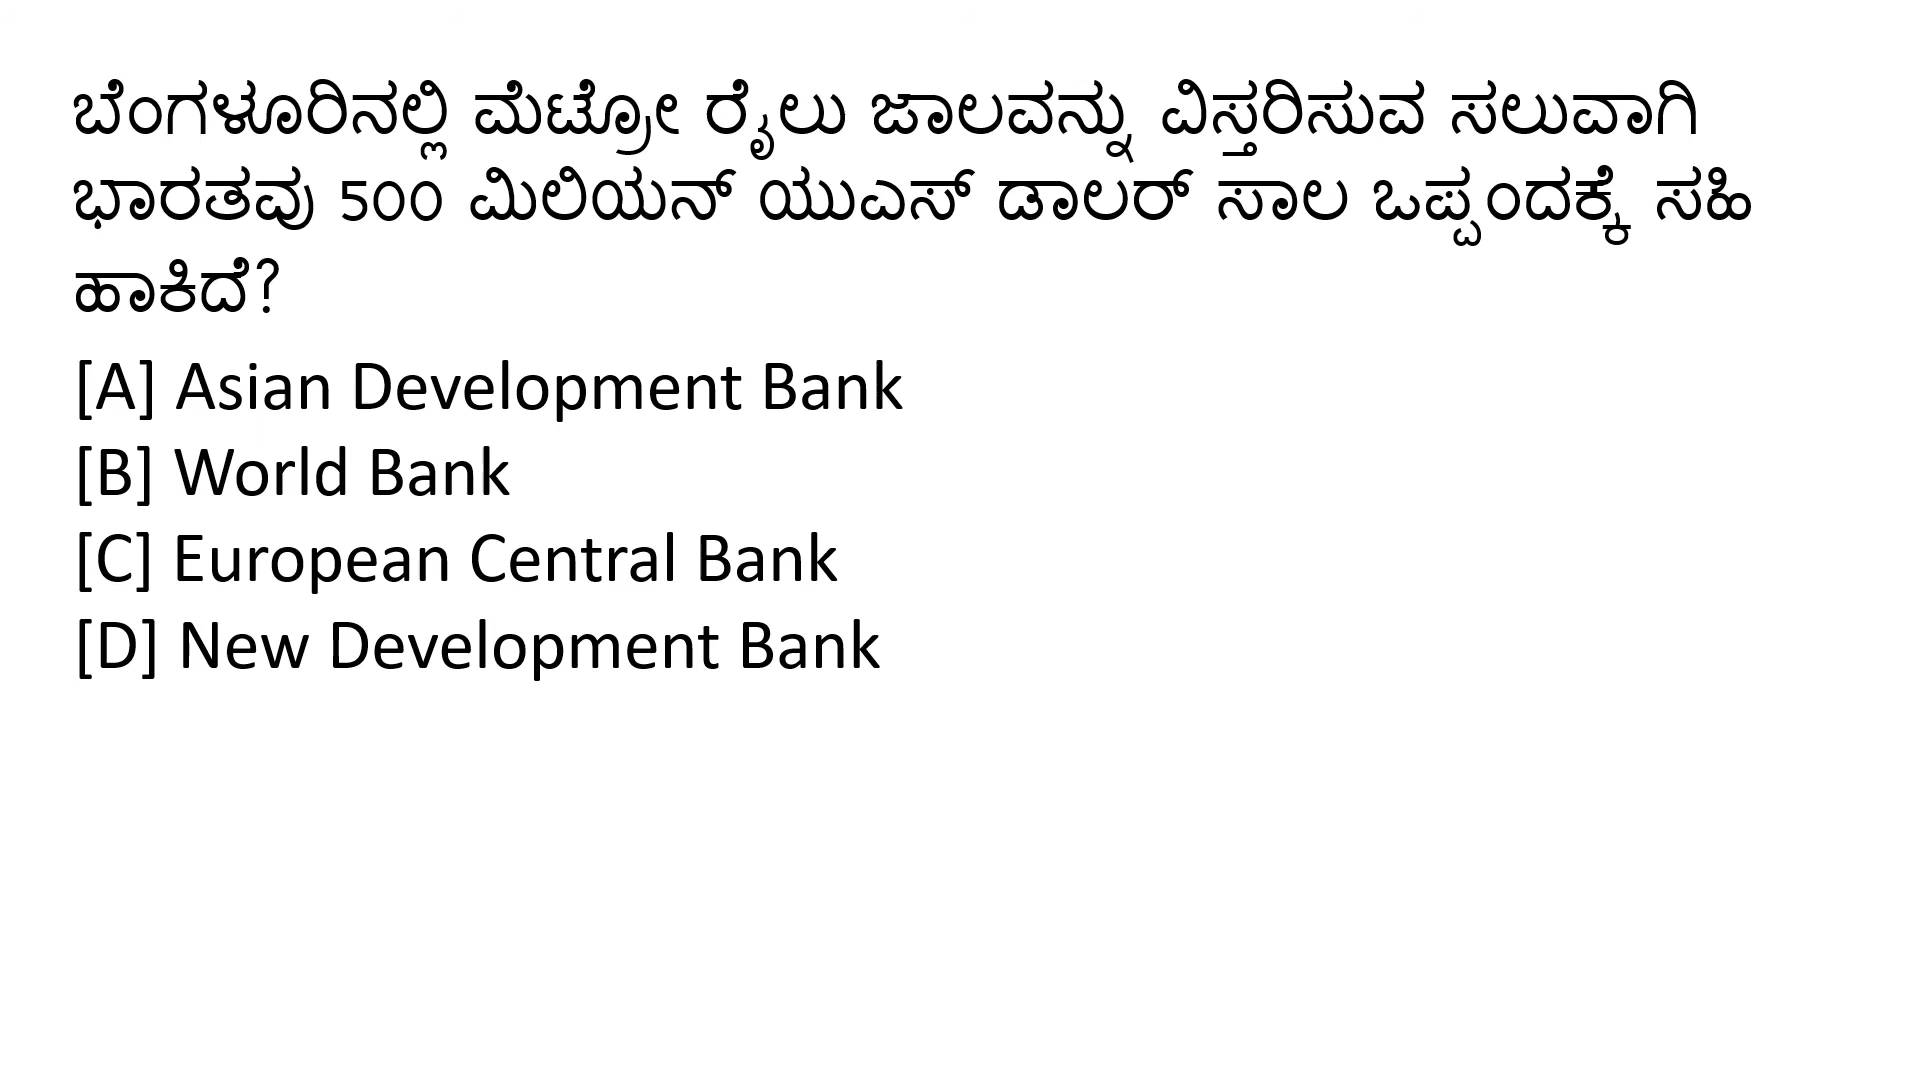 ಬೆಂಗಳೂರಿನಲ್ಲಿ ಮೆಟ್ರೋ ರೈಲು ಜಾಲವನ್ನು ವಿಸ್ತರಿಸುವ ಸಲುವಾಗಿ
ಭಾರತವು 500 ಮಿಲಿಯನ್ ಯುಎಸ್ ಡಾಲರ್ ಸಾಲ ಒಪ್ಪಂದಕ್ಕೆ ಸಹಿ
ಹಾಕಿದೆ?
[A] Asian Development Bank
[B] World Bank
[C] European Central Bank
[D] New Development Bank